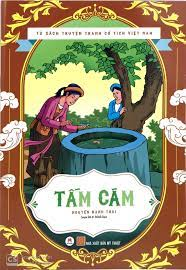 TỦ SÁCH TRUYỆN TRANH CỔ TÍCH VIỆT NAM
TẤM CÁM
NGUYỄN MẠNH THÁI
NHÀ XUẤT BẢN MỸ THUẬT